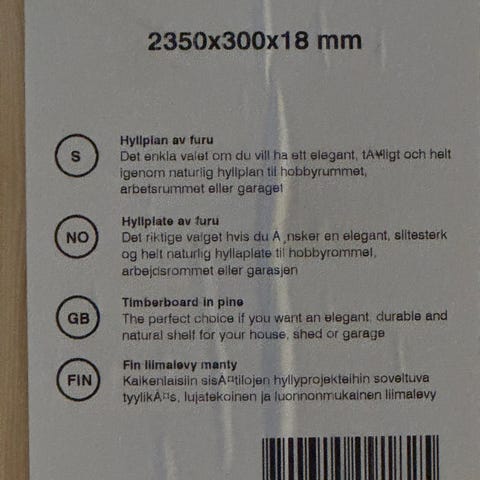 2350x300x18 mm
S
Hyllplan av furu
Det enkla valet om du vill ha ett elegant, tÃ¥ligt och helt
igenom naturlig hyllplan til hobbyrummet,
arbetsrummet eller garaget
NO
Hyllplate av furu
Det riktige valget hvis du Ã¸nsker en elegant, slitesterk
og helt naturlig hyllaplate til hobbyrommet,
arbejdsrommet eller garasjen
GB
Timberboard in pine
The perfect choice if you want an elegant, durable and
natural shelf for your house, shed or garage
FIN
Fin liimalevy manty
Kaikenlaisiin sisÃ¤tilojen hyllyprojekteihin soveltuva
tyylikÃ¤s, lujatekoinen ja luonnonmukainen liimalevy